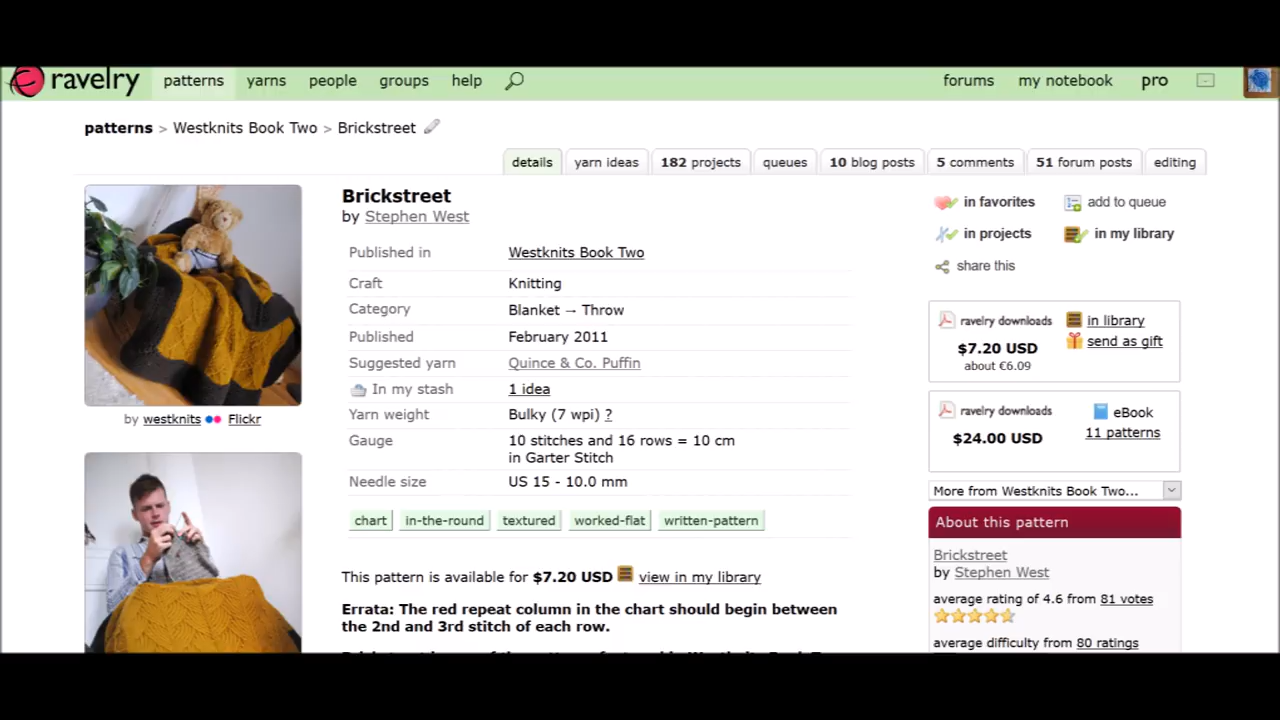 ravelry patterns yarns people groups help forums my notebook pro
patterns > Westknits Book Two > Brickstreet
details yarn ideas 182 projects queues 10 blog posts 5 comments 51 forum posts editing
Brickstreet
by Stephen West
Published in Westknits Book Two
Craft Knitting
Category Blanket → Throw
Published February 2011
Suggested yarn Quince & Co. Puffin
In my stash 1 idea
Yarn weight Bulky (7 wpi) ?
Gauge 10 stitches and 16 rows = 10 cm
in Garter Stitch
Needle size US 15 - 10.0 mm
chart in-the-round textured worked-flat written-pattern
This pattern is available for $7.20 USD view in my library
Errata: The red repeat column in the chart should begin between
the 2nd and 3rd stitch of each row.
by westknits Flickr
in favorites add to queue
in projects in my library
share this
ravelry downloads in library
$7.20 USD send as gift
about €6.09
ravelry downloads eBook
$24.00 USD 11 patterns
More from Westknits Book Two...
About this pattern
Brickstreet
by Stephen West
average rating of 4.6 from 81 votes
average difficulty from 80 ratings